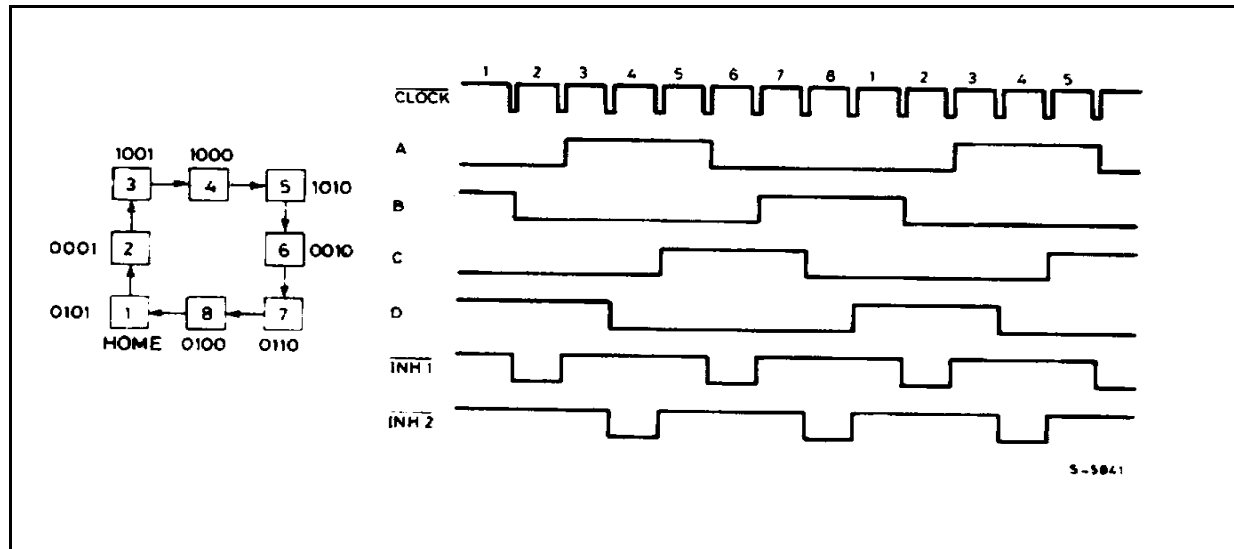 1 2 3 4 5 6 7 8 1 2 3 4 5
CLOCK
A
B
C
D
INH 1
INH 2
1001 1000
3 4 5 1010
0001 2 6 0010
0101 1 8 7
HOME 0100 0110
S-5841